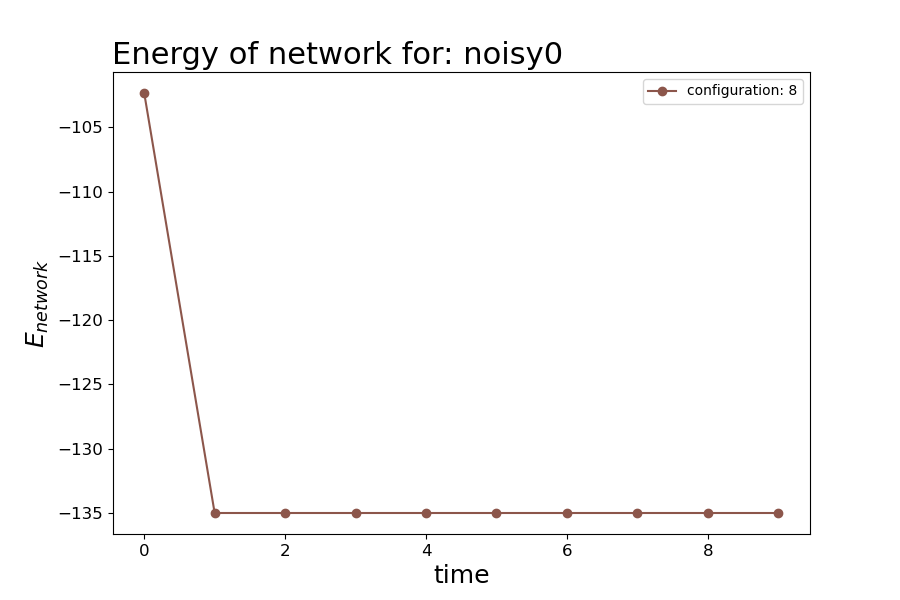 Energy of network for: noisy0
configuration: 8
−105
−110
−115
−120
−125
−130
−135
E_network
0 2 4 6 8
time